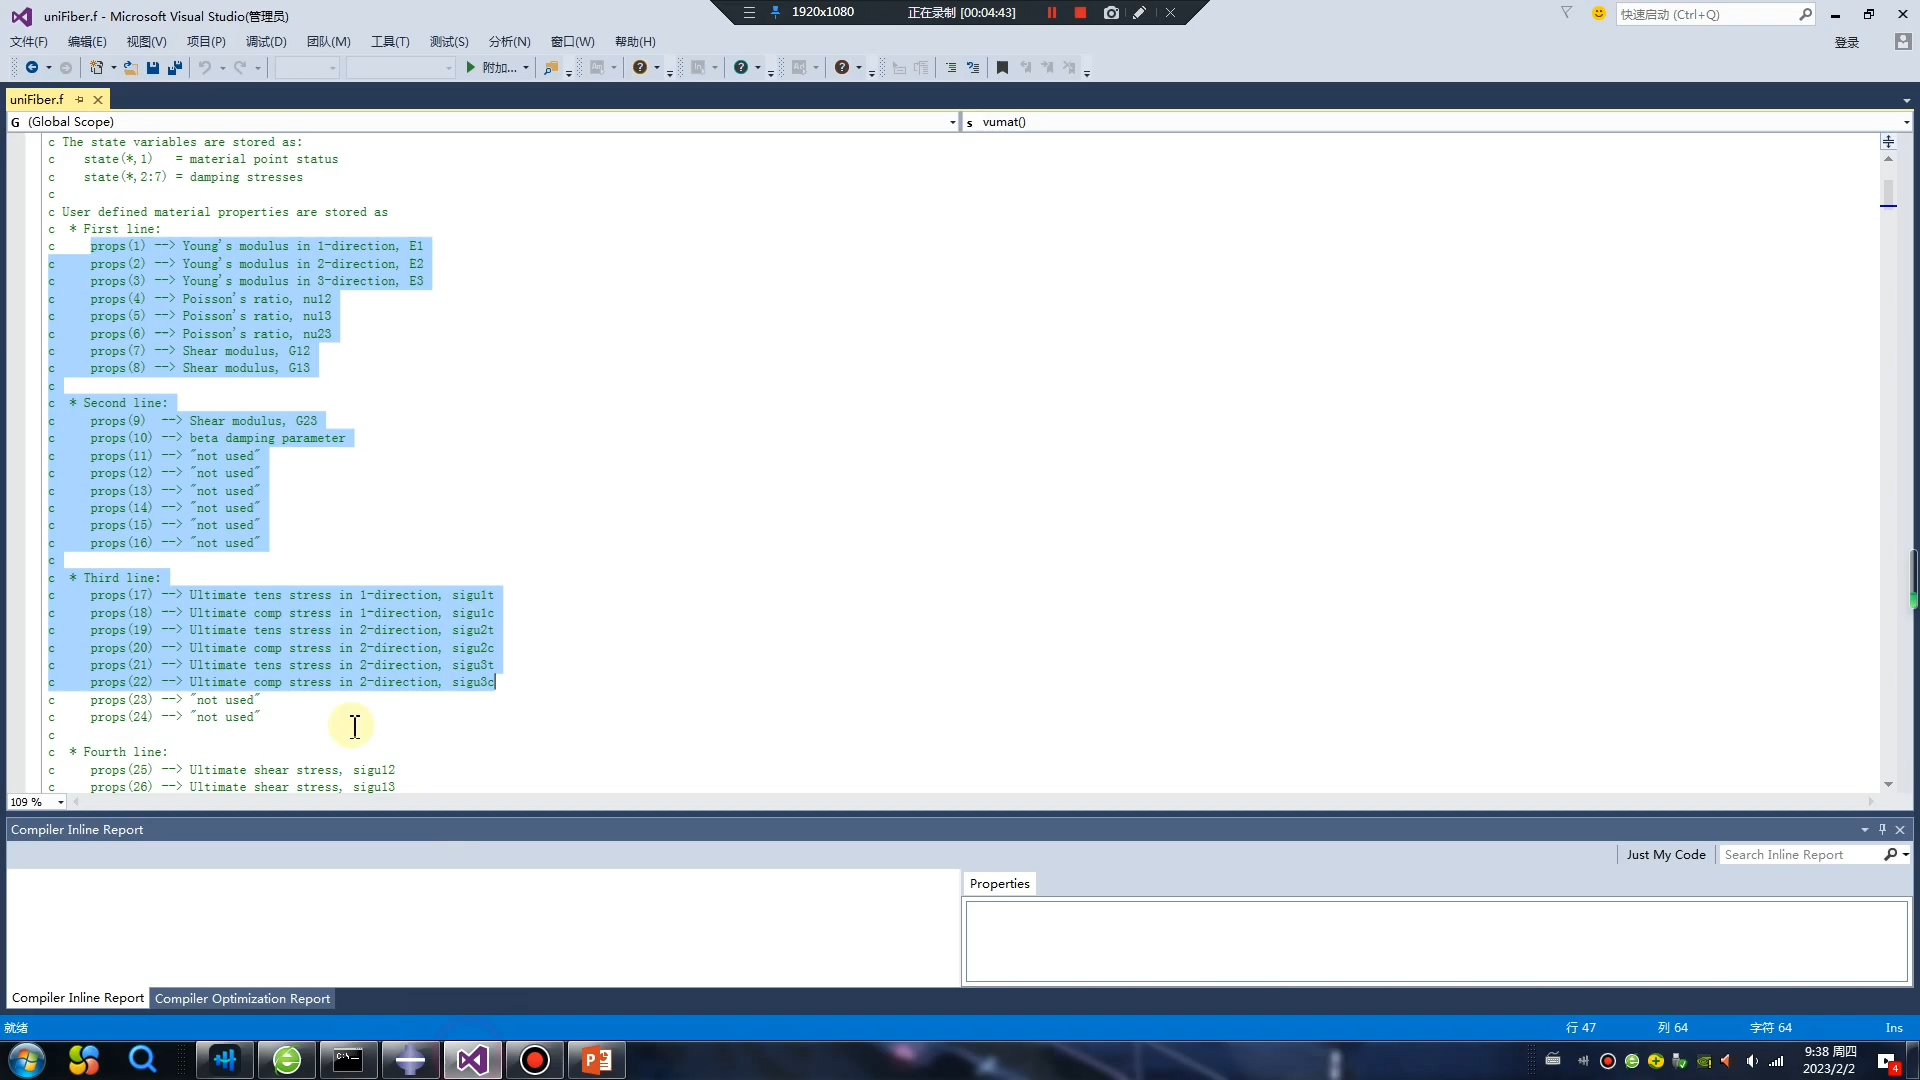 uniFiber.f - Microsoft Visual Studio(管理员)
1920x1080
正在录制 [00:04:43]
快速启动 (Ctrl+Q)
文件(F) 编辑(E) 视图(V) 项目(P) 调试(D) 团队(M) 工具(T) 测试(S) 分析(N) 窗口(W) 帮助(H)
登录
附加...
uniFiber.f
G (Global Scope)
s vumat()
c The state variables are stored as:
c    state(*,1)   = material point status
c    state(*,2:7) = damping stresses
c
c User defined material properties are stored as
c  * First line:
c     props(1) --> Young's modulus in 1-direction, E1
c     props(2) --> Young's modulus in 2-direction, E2
c     props(3) --> Young's modulus in 3-direction, E3
c     props(4) --> Poisson's ratio, nu12
c     props(5) --> Poisson's ratio, nu13
c     props(6) --> Poisson's ratio, nu23
c     props(7) --> Shear modulus, G12
c     props(8) --> Shear modulus, G13
c
c  * Second line:
c     props(9)  --> Shear modulus, G23
c     props(10) --> beta damping parameter
c     props(11) --> "not used"
c     props(12) --> "not used"
c     props(13) --> "not used"
c     props(14) --> "not used"
c     props(15) --> "not used"
c     props(16) --> "not used"
c
c  * Third line:
c     props(17) --> Ultimate tens stress in 1-direction, sigu1t
c     props(18) --> Ultimate comp stress in 1-direction, sigu1c
c     props(19) --> Ultimate tens stress in 2-direction, sigu2t
c     props(20) --> Ultimate comp stress in 2-direction, sigu2c
c     props(21) --> Ultimate tens stress in 2-direction, sigu3t
c     props(22) --> Ultimate comp stress in 2-direction, sigu3c
c     props(23) --> "not used"
c     props(24) --> "not used"
c
c  * Fourth line:
c     props(25) --> Ultimate shear stress, sigu12
c     props(26) --> Ultimate shear stress, sigu13
109 %
Compiler Inline Report
Just My Code
Search Inline Report
Properties
Compiler Inline Report
Compiler Optimization Report
就绪
行 47
列 64
字符 64
Ins
9:38 周四
2023/2/2
4